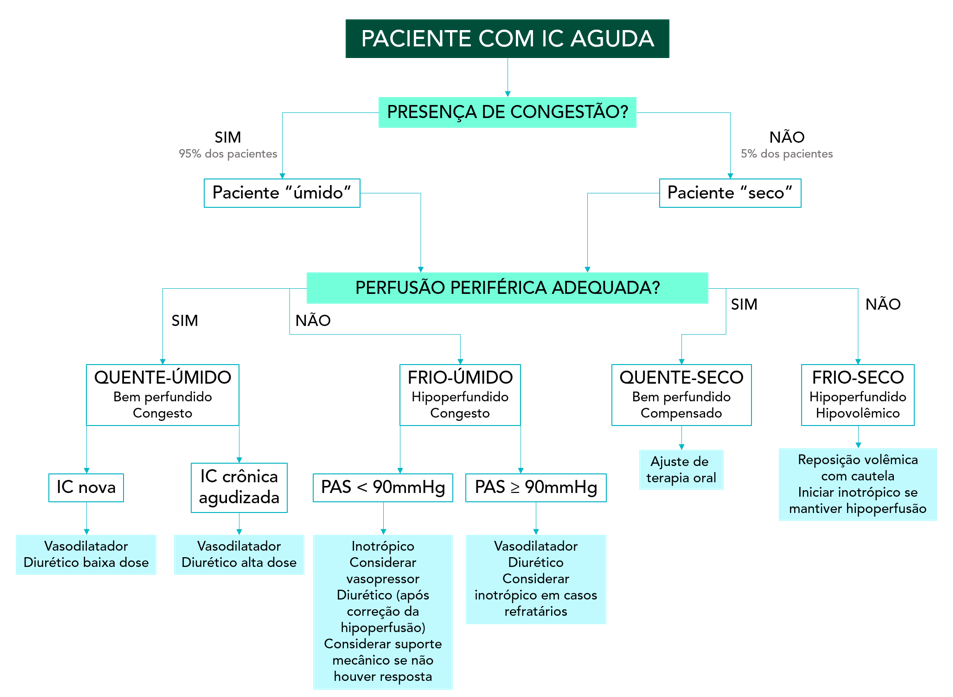 PACIENTE COM IC AGUDA
PRESENÇA DE CONGESTÃO?
SIM
95% dos pacientes
NÃO
5% dos pacientes
Paciente “úmido”
Paciente “seco”
PERFUSÃO PERIFÉRICA ADEQUADA?
SIM
NÃO
SIM
NÃO
QUENTE-ÚMIDO
Bem perfundido
Congesto
FRIO-ÚMIDO
Hipoperfundido
Congesto
QUENTE-SECO
Bem perfundido
Compensado
FRIO-SECO
Hipoperfundido
Hipovolêmico
IC nova
IC crônica
agudizada
PAS < 90mmHg
PAS ≥ 90mmHg
Ajuste de
terapia oral
Reposição volêmica
com cautela
Iniciar inotrópico se
mantiver hipoperfusão
Vasodilatador
Diurético baixa dose
Vasodilatador
Diurético alta dose
Inotrópico
Considerar
vasopressor
Diurético (após
correção da
hipoperfusão)
Considerar suporte
mecânico se não
houver resposta
Vasodilatador
Diurético
Considerar
inotrópico em casos
refratários